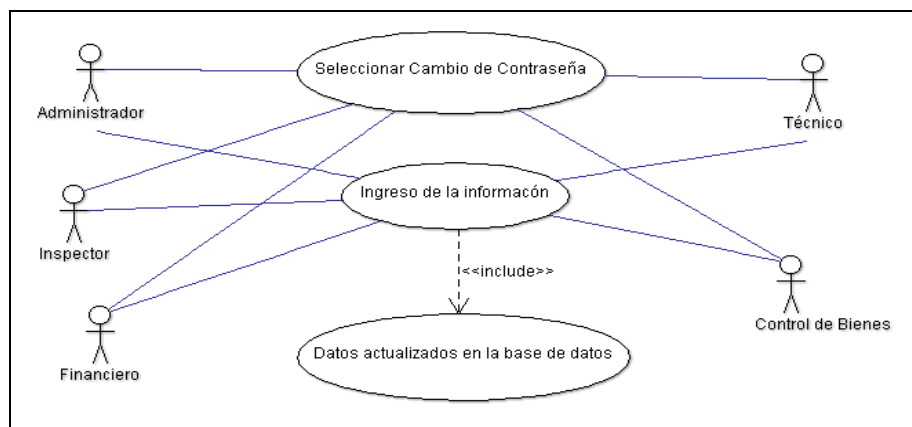 Seleccionar Cambio de Contraseña
Administrador
Técnico
Ingreso de la informacón
Inspector
<<include>>
Control de Bienes
Financiero
Datos actualizados en la base de datos